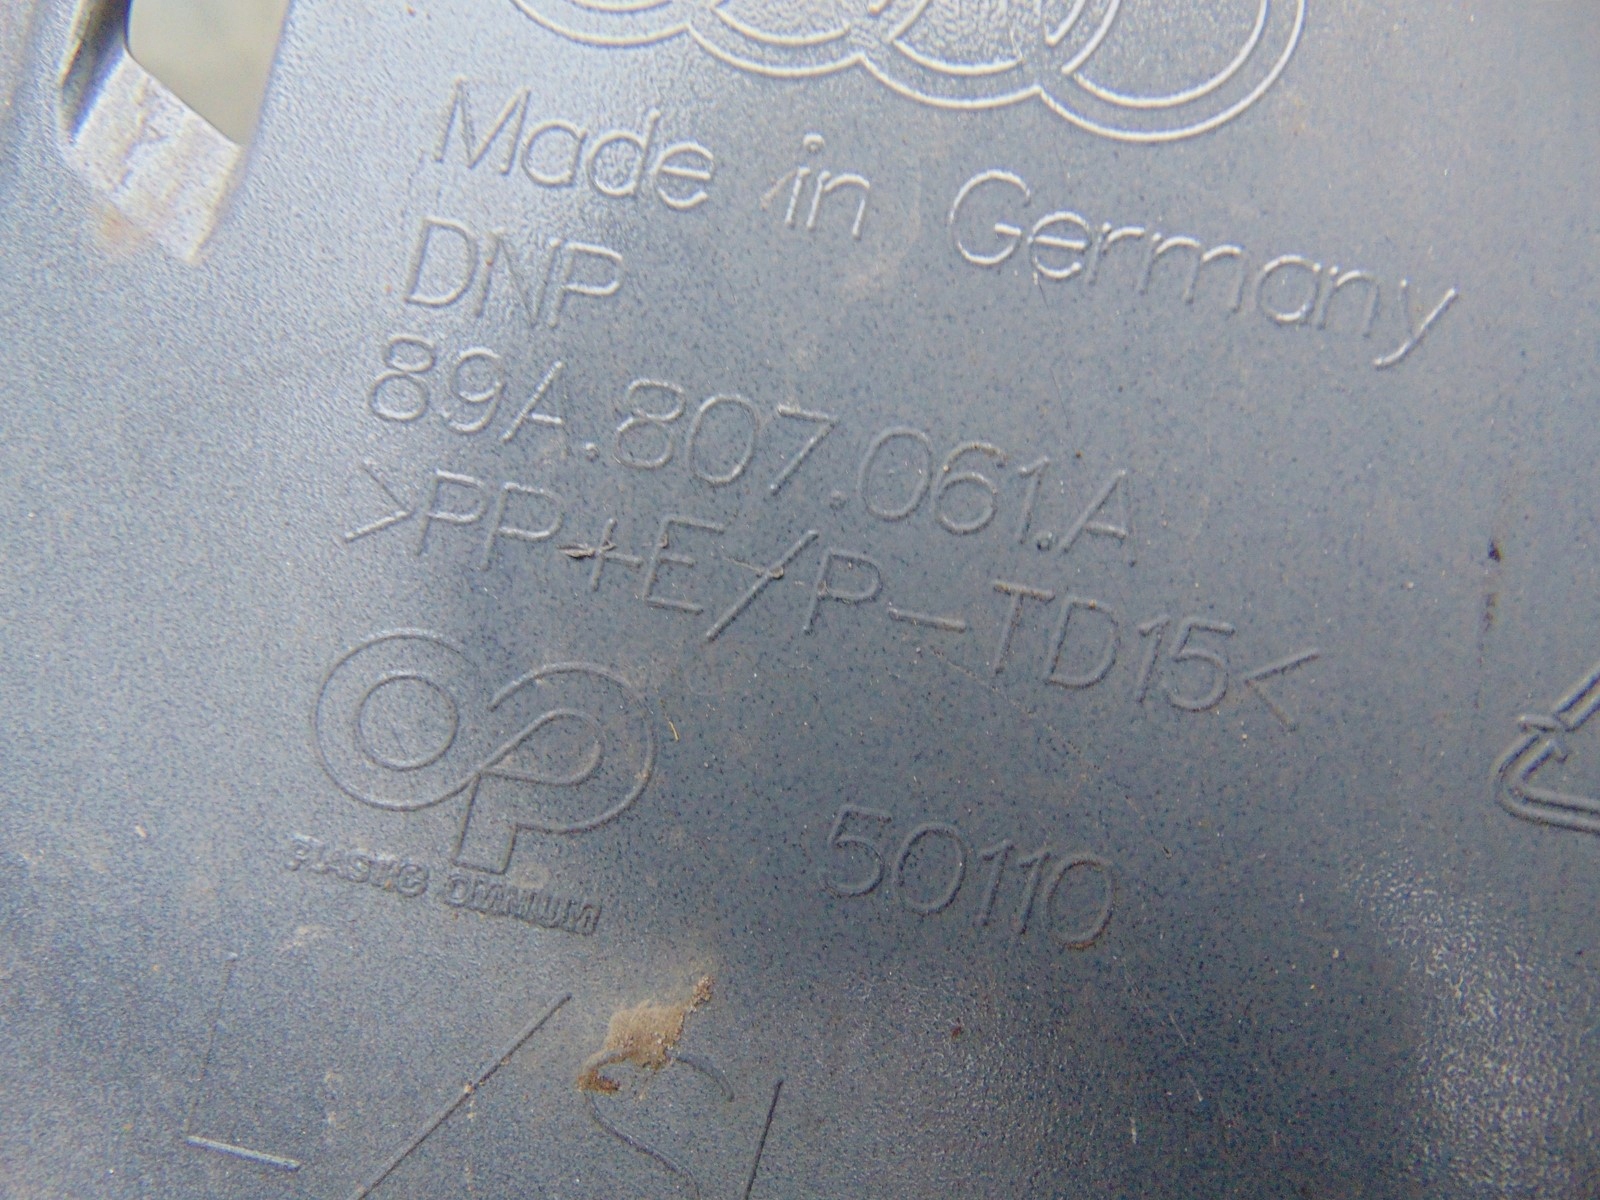 Made in Germany
DNP
89A.807.061.A
>PP+E/P-TD15<
PLASTIC OMNIUM
50110